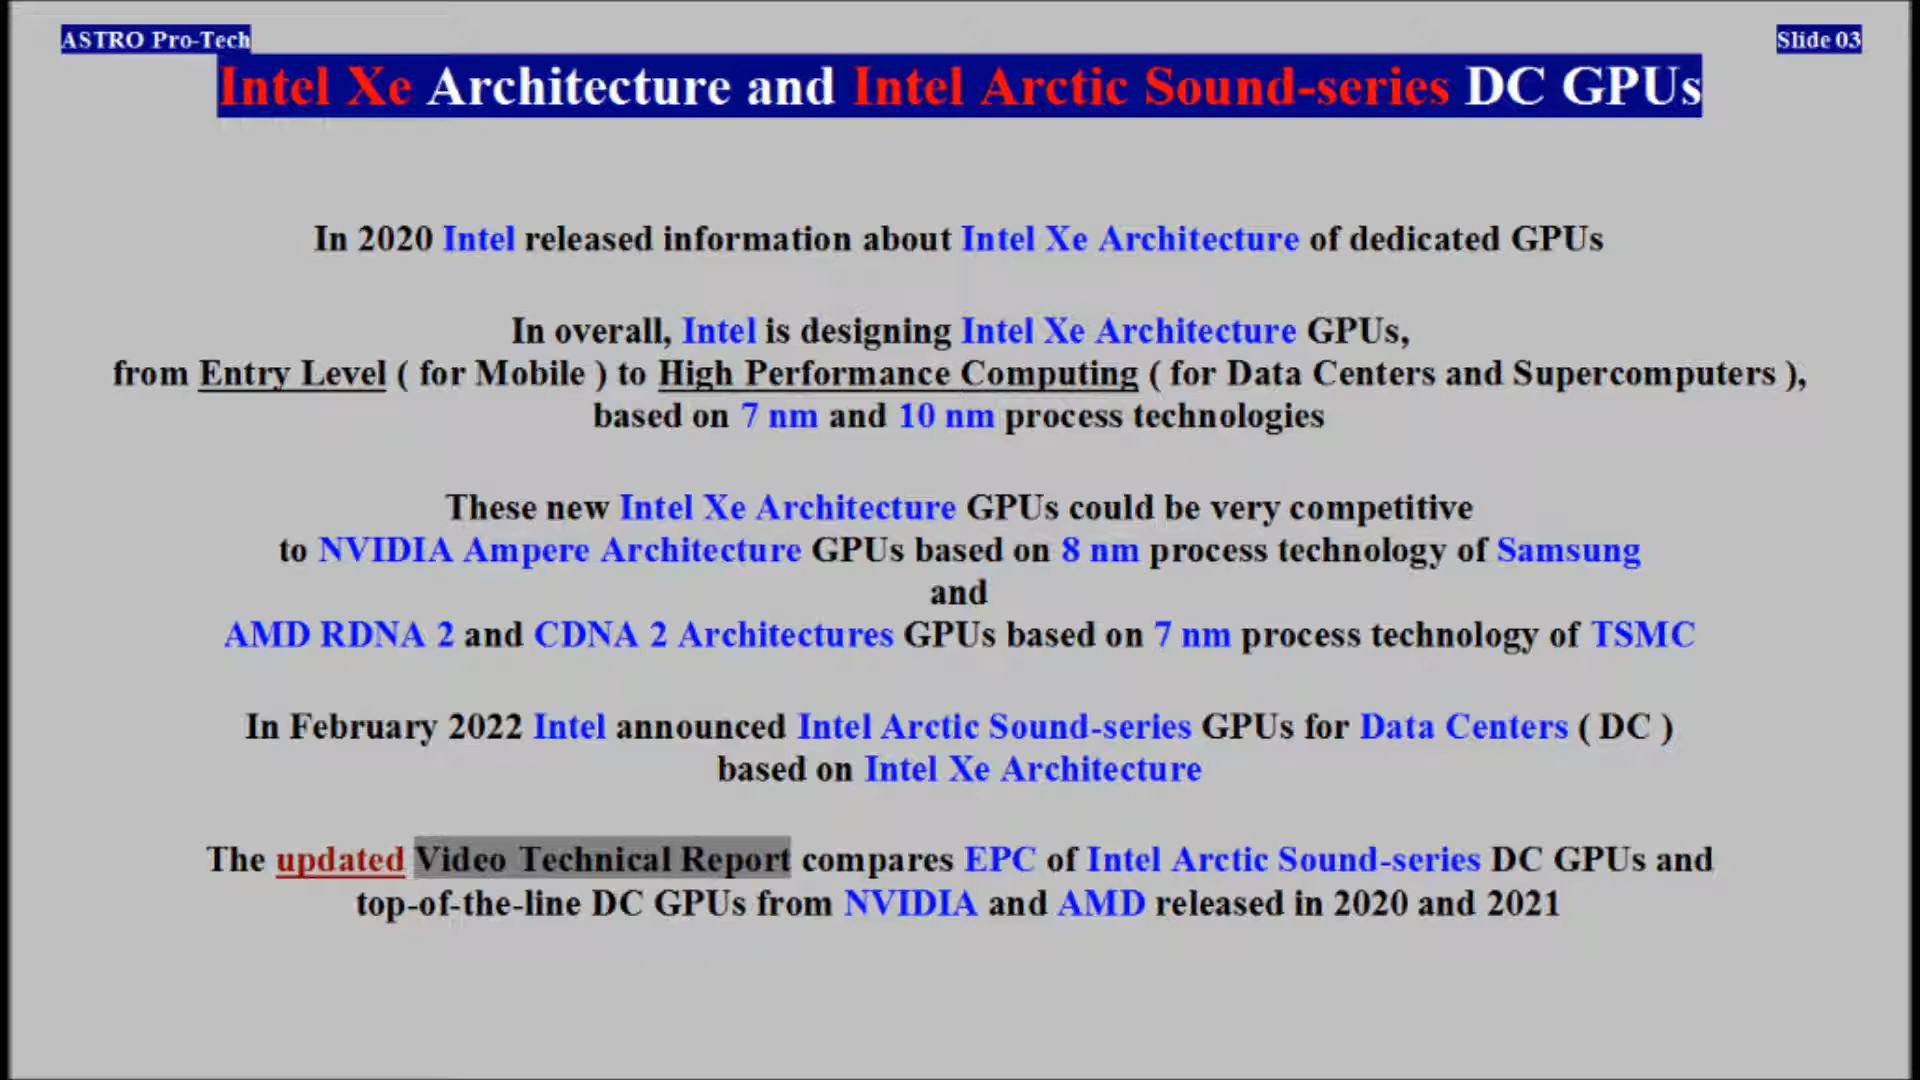 ASTRO Pro-Tech
Slide 03
Intel Xe Architecture and Intel Arctic Sound-series DC GPUs
In 2020 Intel released information about Intel Xe Architecture of dedicated GPUs
In overall, Intel is designing Intel Xe Architecture GPUs,
from Entry Level ( for Mobile ) to High Performance Computing ( for Data Centers and Supercomputers ),
based on 7 nm and 10 nm process technologies
These new Intel Xe Architecture GPUs could be very competitive
to NVIDIA Ampere Architecture GPUs based on 8 nm process technology of Samsung
and
AMD RDNA 2 and CDNA 2 Architectures GPUs based on 7 nm process technology of TSMC
In February 2022 Intel announced Intel Arctic Sound-series GPUs for Data Centers ( DC )
based on Intel Xe Architecture
The updated Video Technical Report compares EPC of Intel Arctic Sound-series DC GPUs and
top-of-the-line DC GPUs from NVIDIA and AMD released in 2020 and 2021